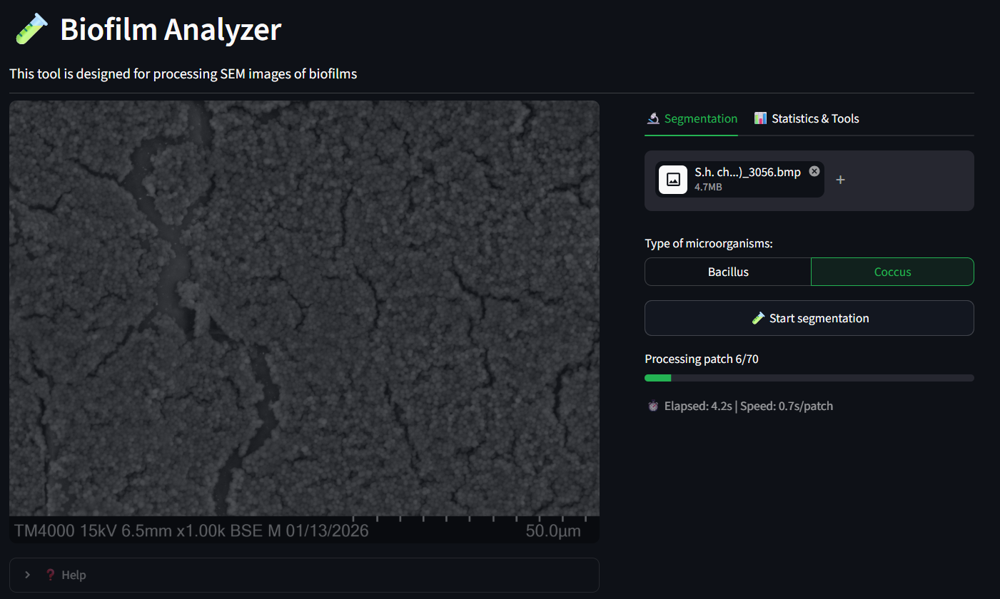 Biofilm Analyzer
This tool is designed for processing SEM images of biofilms
TM4000 15kV 6.5mm x1.00k BSE M 01/13/2026
50.0µm
Help
Segmentation
Statistics & Tools
S.h. ch...)_3056.bmp
4.7MB
Type of microorganisms:
Bacillus
Coccus
Start segmentation
Processing patch 6/70
Elapsed: 4.2s | Speed: 0.7s/patch